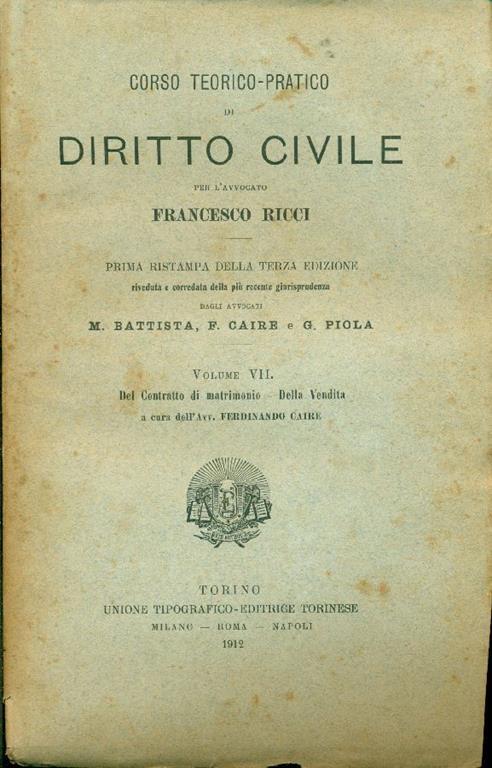 CORSO TEORICO-PRATICO
DI
DIRITTO CIVILE
PER L'AVVOCATO
FRANCESCO RICCI
PRIMA RISTAMPA DELLA TERZA EDIZIONE
riveduta e corredata della più recente giurisprudenza
DAGLI AVVOCATI
M. BATTISTA, F. CAIRE e G. PIOLA
VOLUME VII.
Del Contratto di matrimonio - Della Vendita
a cura dell'Avv. FERDINANDO CAIRE
TORINO
UNIONE TIPOGRAFICO-EDITRICE TORINESE
MILANO — ROMA — NAPOLI
1912